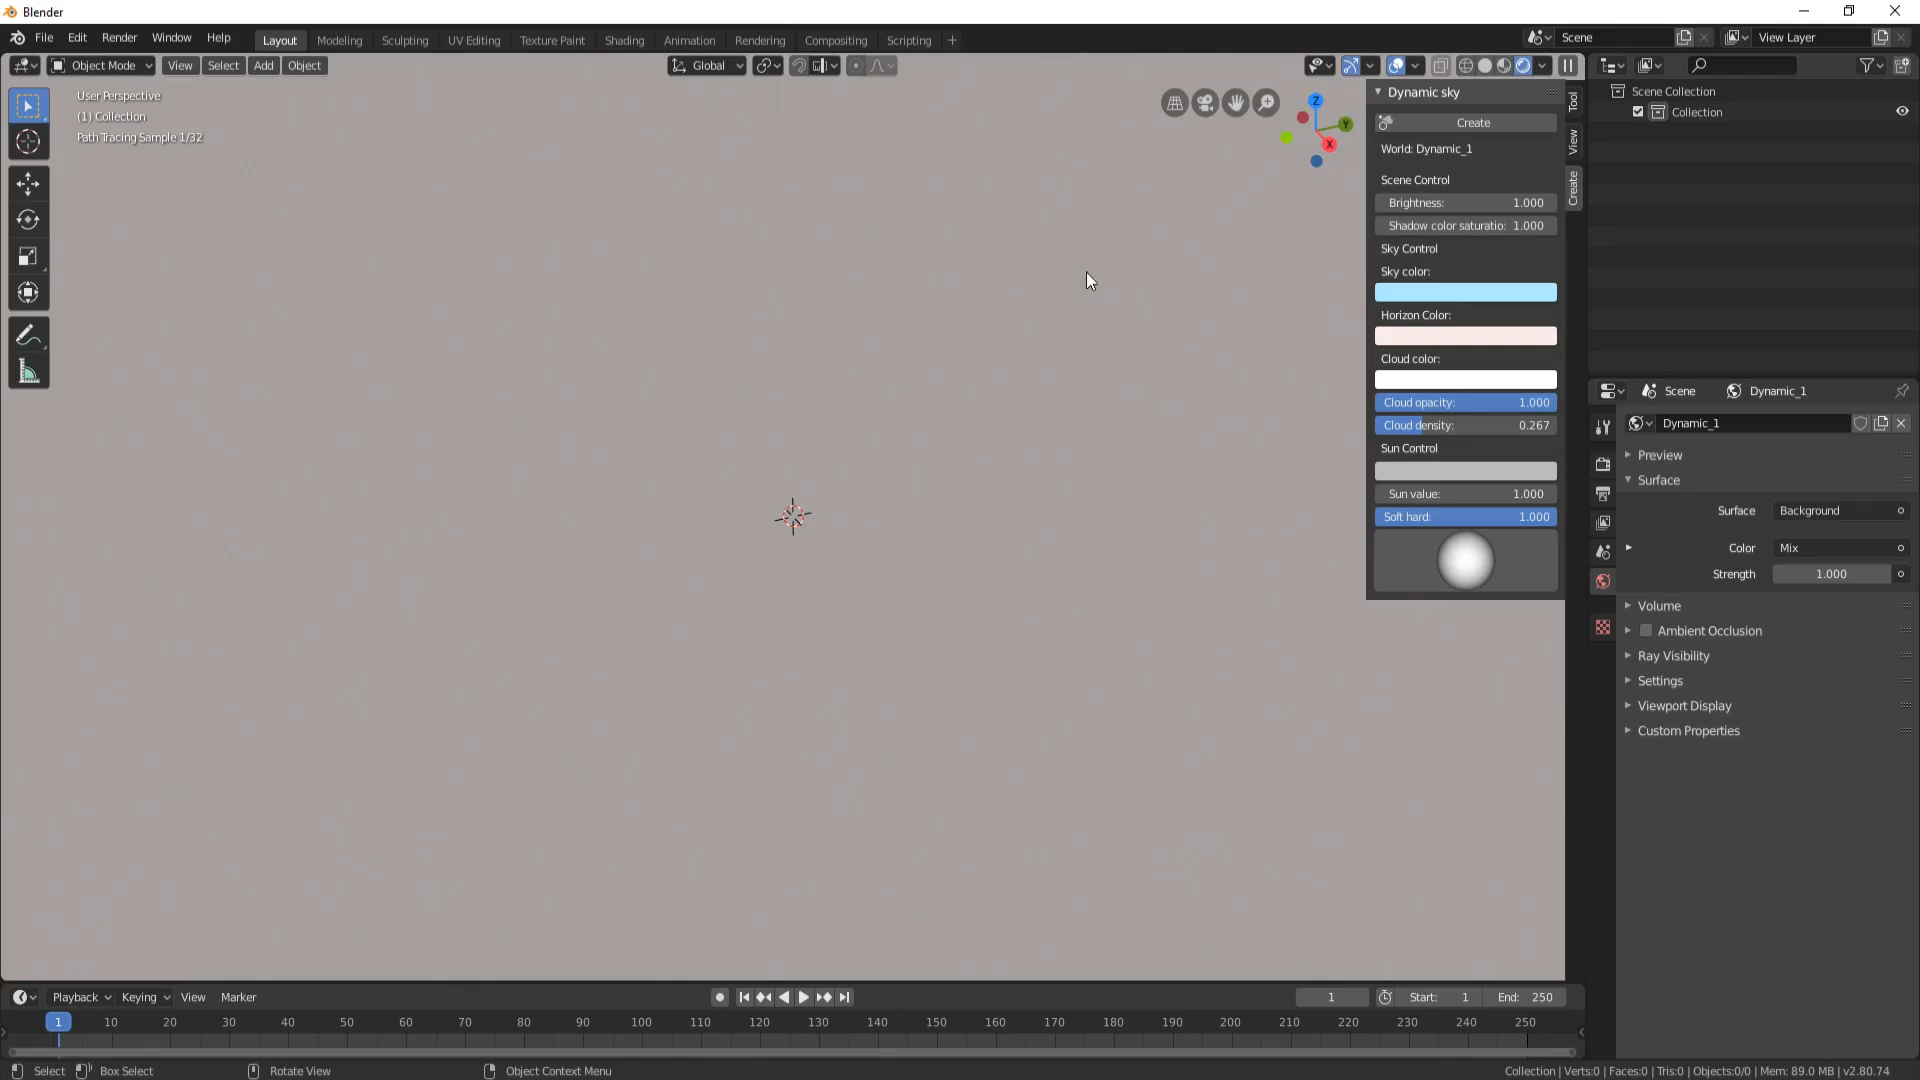 Blender
File Edit Render Window Help Layout Modeling Sculpting UV Editing Texture Paint Shading Animation Rendering Compositing Scripting + Scene View Layer
Object Mode View Select Add Object Global
User Perspective
(1) Collection
Path Tracing Sample 1/32
Z
Y
X
Dynamic sky
Create
World: Dynamic_1
Scene Control
Brightness: 1.000
Shadow color saturatio: 1.000
Sky Control
Sky color:
Horizon Color:
Cloud color:
Cloud opacity: 1.000
Cloud density: 0.267
Sun Control
Sun value: 1.000
Soft hard: 1.000
Tool
View
Create
Scene Collection
Collection
Scene Dynamic_1
Dynamic_1
Preview
Surface
Surface Background
Color Mix
Strength 1.000
Volume
Ambient Occlusion
Ray Visibility
Settings
Viewport Display
Custom Properties
Playback Keying View Marker 1 Start: 1 End: 250
1 10 20 30 40 50 60 70 80 90 100 110 120 130 140 150 160 170 180 190 200 210 220 230 240 250
Select Box Select Rotate View Object Context Menu Collection | Verts:0 | Faces:0 | Tris:0 | Objects:0/0 | Mem: 89.0 MB | v2.80.74